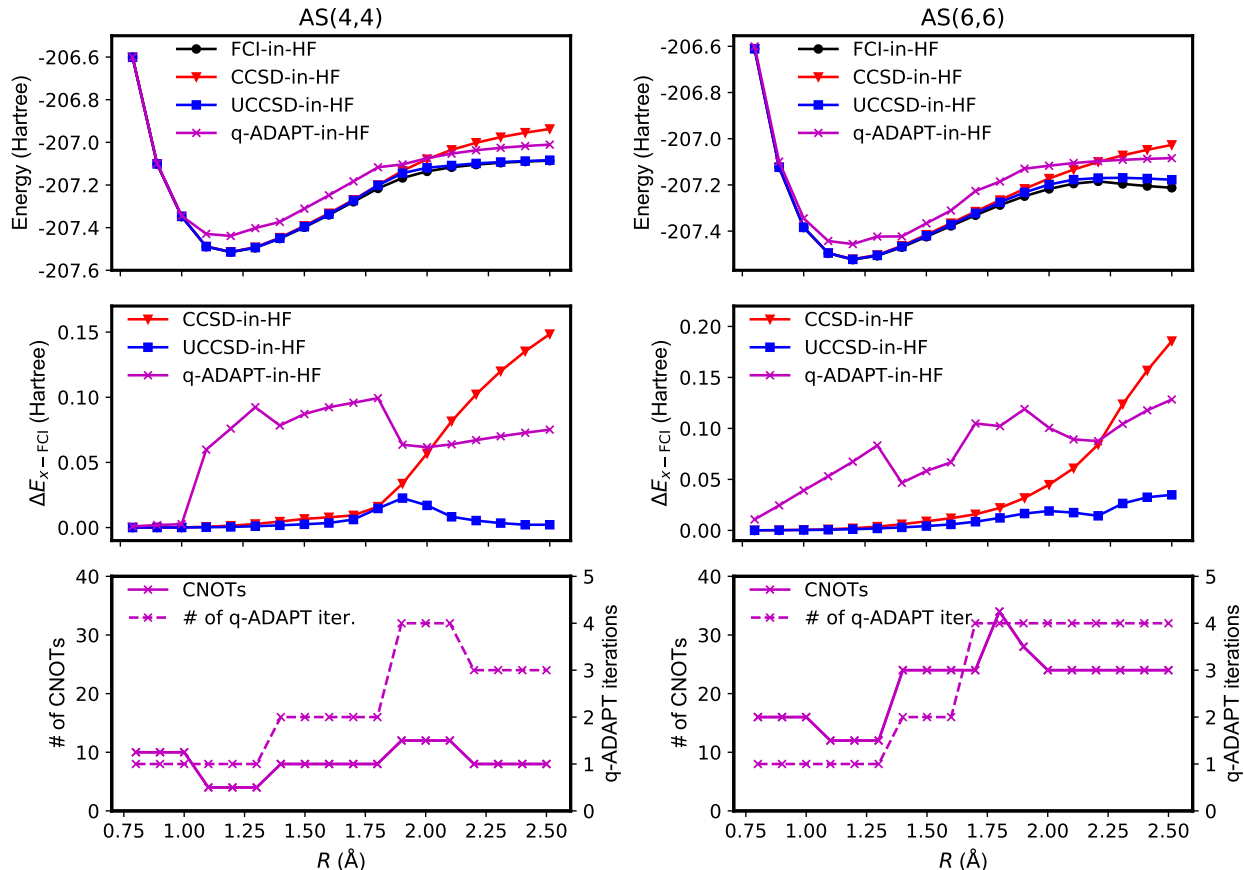 AS(4,4)
Energy (Hartree)
-206.6
-206.8
-207.0
-207.2
-207.4
-207.6
FCI-in-HF
CCSD-in-HF
UCCSD-in-HF
q-ADAPT-in-HF
AS(6,6)
Energy (Hartree)
-206.6
-206.8
-207.0
-207.2
-207.4
FCI-in-HF
CCSD-in-HF
UCCSD-in-HF
q-ADAPT-in-HF
ΔE_{x−FCI} (Hartree)
0.15
0.10
0.05
0.00
CCSD-in-HF
UCCSD-in-HF
q-ADAPT-in-HF
ΔE_{x−FCI} (Hartree)
0.20
0.15
0.10
0.05
0.00
CCSD-in-HF
UCCSD-in-HF
q-ADAPT-in-HF
# of CNOTs
40
30
20
10
0
CNOTs
# of q-ADAPT iter.
5
4
3
2
1
0
q-ADAPT iterations
0.75 1.00 1.25 1.50 1.75 2.00 2.25 2.50
R (Å)
# of CNOTs
40
30
20
10
0
CNOTs
# of q-ADAPT iter.
5
4
3
2
1
0
q-ADAPT iterations
0.75 1.00 1.25 1.50 1.75 2.00 2.25 2.50
R (Å)